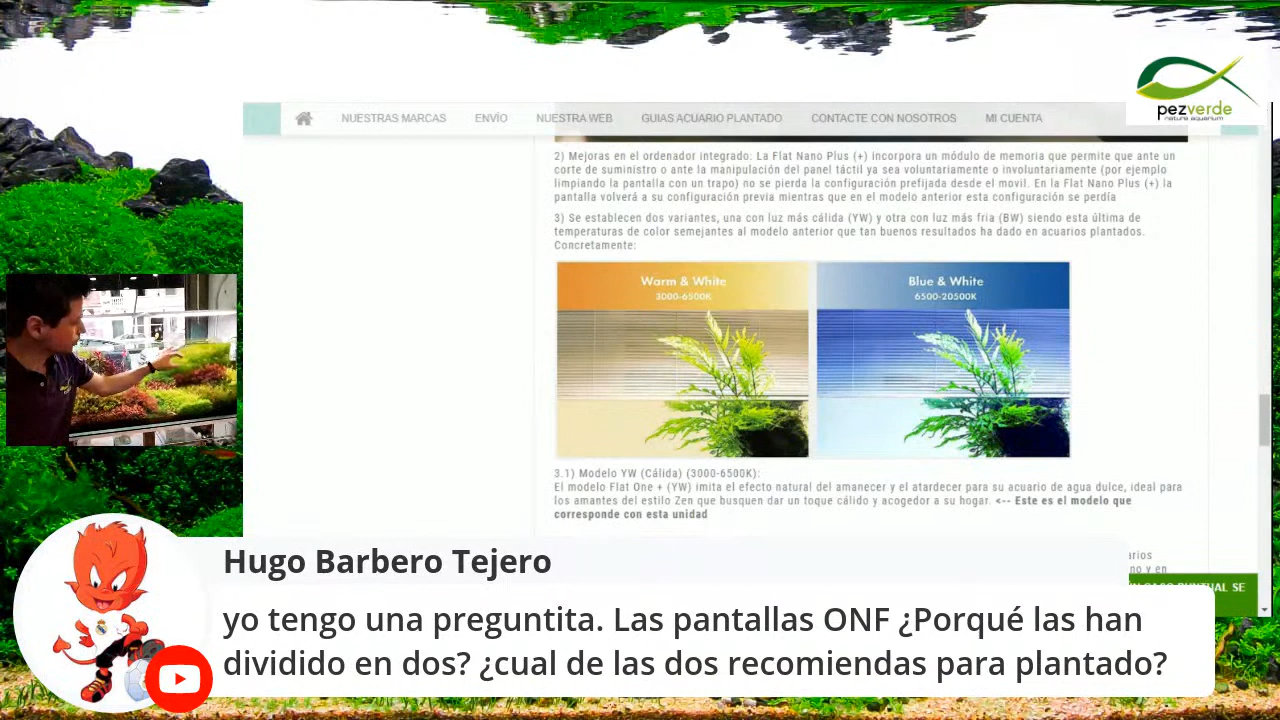 pezverde
natura aquarium
NUESTRAS MARCAS ENVIO NUESTRA WEB GUIAS ACUARIO PLANTADO CONTACTE CON NOSOTROS MI CUENTA
2) Mejoras en el ordenador integrado: La Flat Nano Plus (+) incorpora un módulo de memoria que permite que ante un
corte de suministro o ante la manipulación del panel táctil ya sea voluntariamente o involuntariamente (por ejemplo
limpiando la pantalla con un trapo) no se pierda la configuración prefijada desde el movil. En la Flat Nano Plus (+) la
pantalla volverá a su configuración previa mientras que en el modelo anterior esta configuración se perdía
3) Se establecen dos variantes, una con luz más cálida (YW) y otra con luz más fria (BW) siendo esta última de
temperaturas de color semejantes al modelo anterior que tan buenos resultados ha dado en acuarios plantados.
Concretamente:
Warm & White
3000-6500K
Blue & White
6500-20500K
3.1) Modelo YW (Cálida) (3000-6500K):
El modelo Flat One + (YW) imita el efecto natural del amanecer y el atardecer para su acuario de agua dulce, ideal para
los amantes del estilo Zen que busquen dar un toque cálido y acogedor a su hogar. <-- Este es el modelo que
corresponde con esta unidad
arios
no y en
CASO PUNTUAL SE
Hugo Barbero Tejero
yo tengo una preguntita. Las pantallas ONF ¿Porqué las han
dividido en dos? ¿cual de las dos recomiendas para plantado?